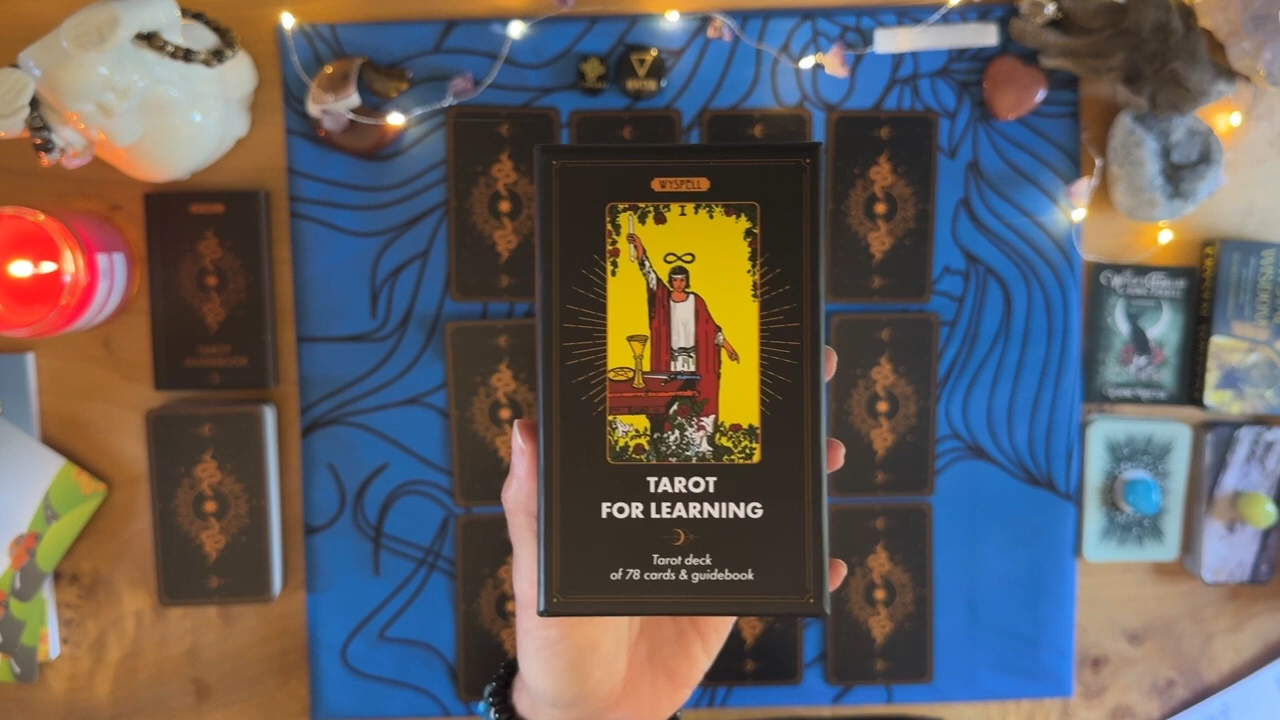 WYSPELL
I
TAROT
FOR LEARNING
Tarot deck
of 78 cards & guidebook